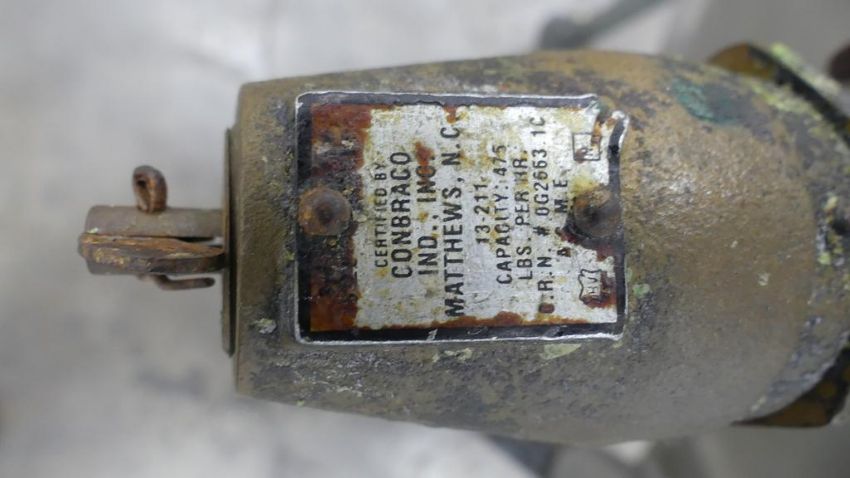 CERTIFIED BY
CONBRACO
IND., INC.
MATTHEWS, N.C.
13-211-
CAPACITY: 475
LBS. PER HR.
C.R.N. # 0G2663.1C
A.S.M.E.